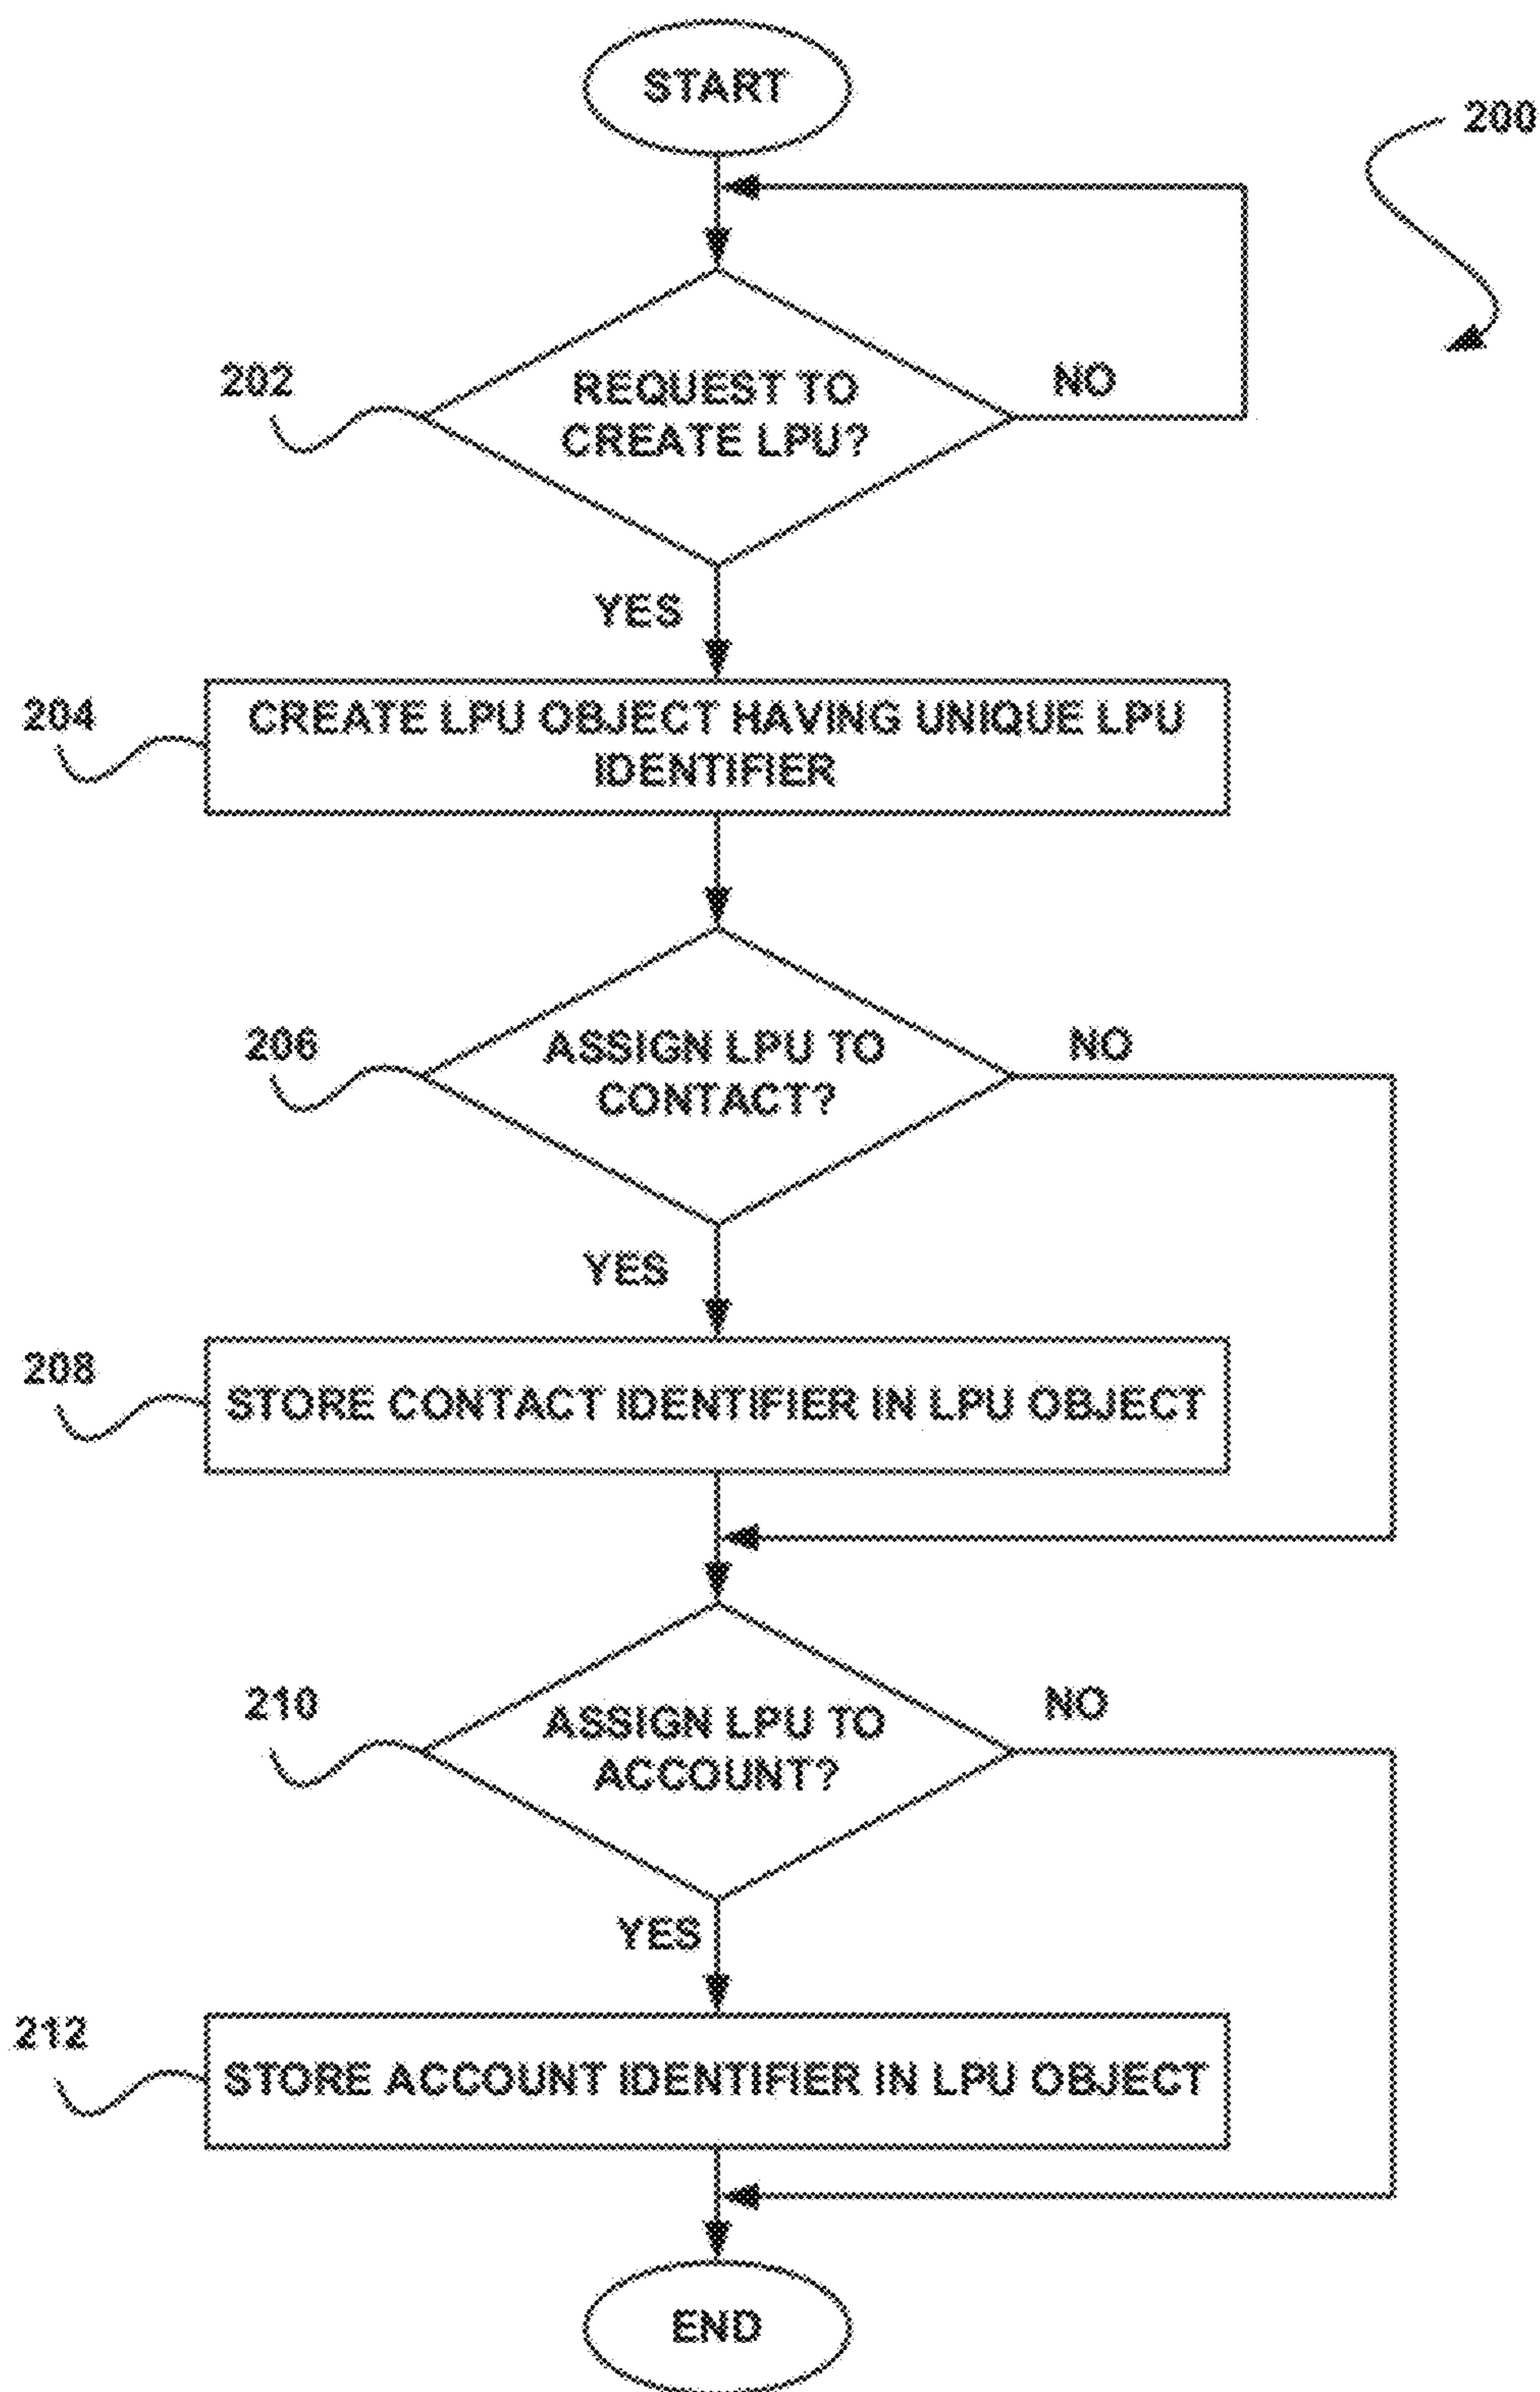 START
200
202
REQUEST TO
CREATE LPU?
NO
YES
204
CREATE LPU OBJECT HAVING UNIQUE LPU
IDENTIFIER
206
ASSIGN LPU TO
CONTACT?
NO
YES
208
STORE CONTACT IDENTIFIER IN LPU OBJECT
210
ASSIGN LPU TO
ACCOUNT?
NO
YES
212
STORE ACCOUNT IDENTIFIER IN LPU OBJECT
END